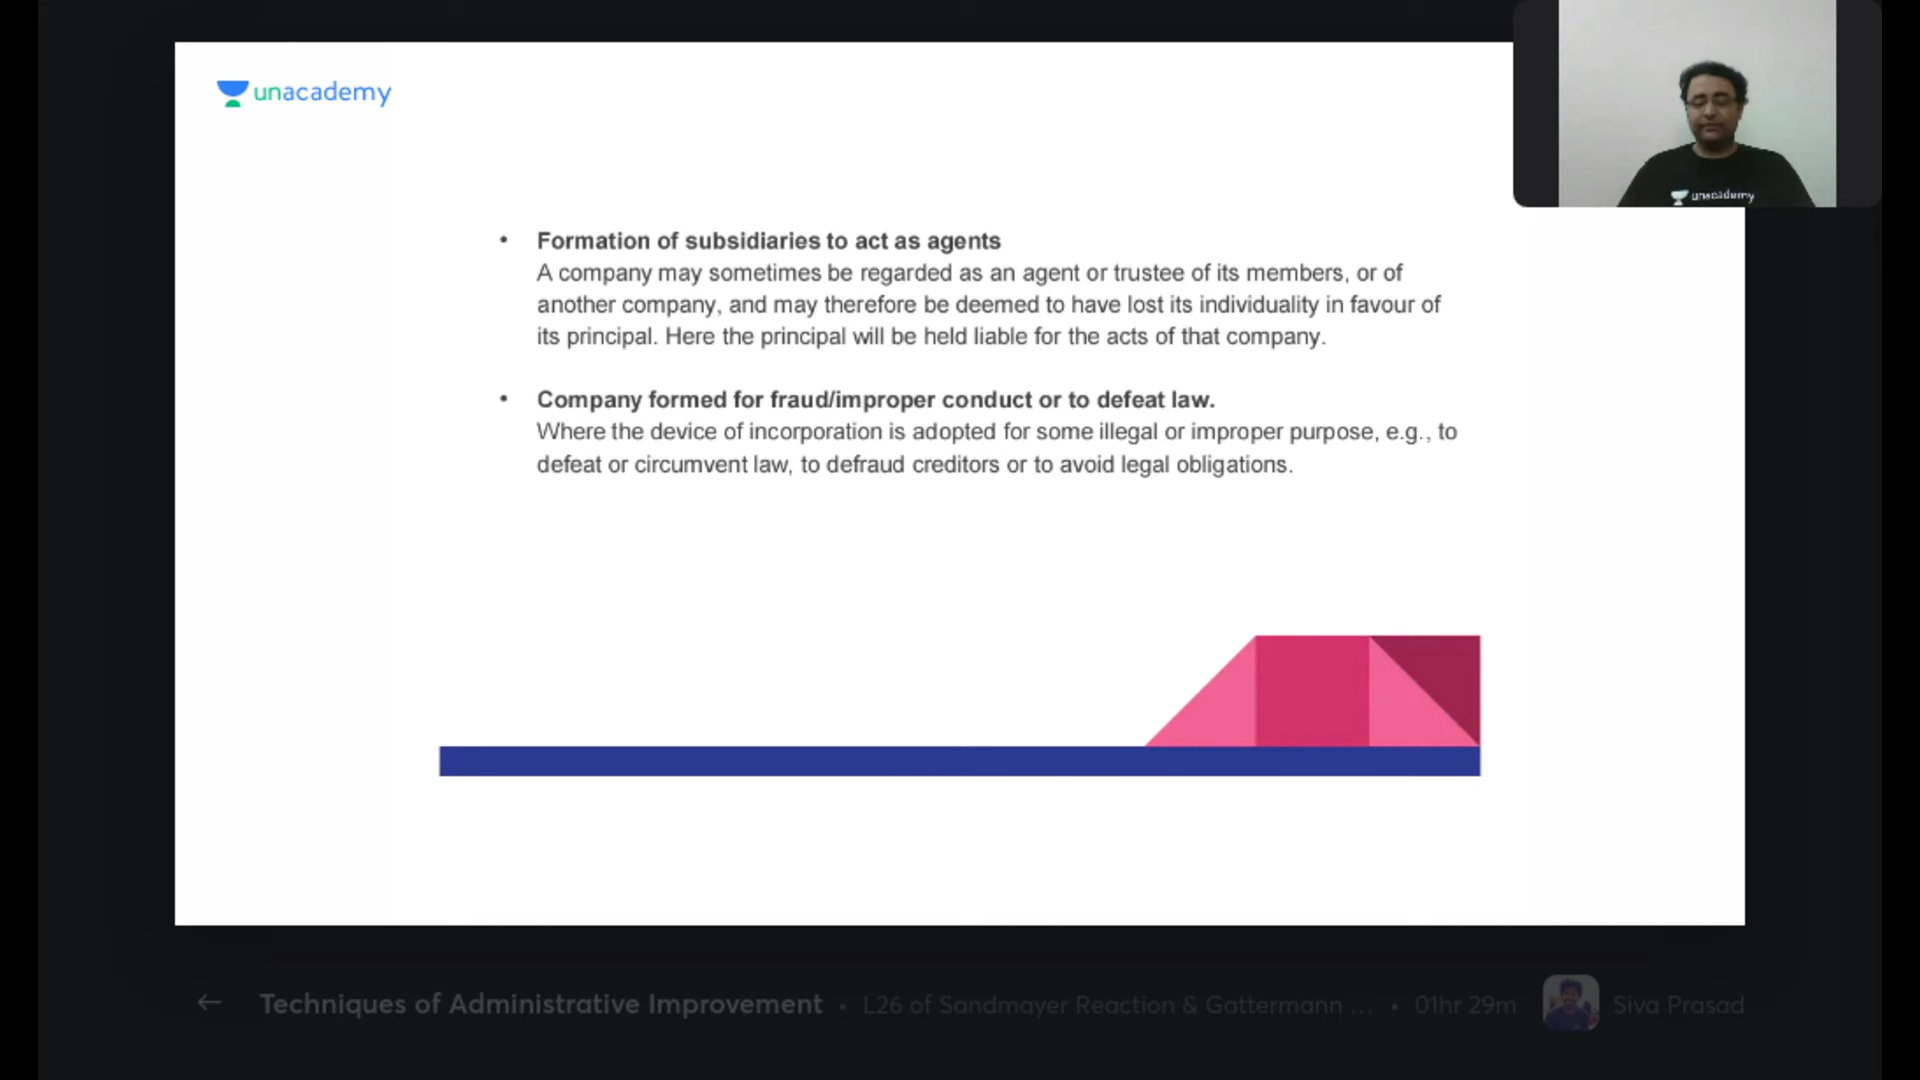 unacademy
unacademy
• Formation of subsidiaries to act as agents
A company may sometimes be regarded as an agent or trustee of its members, or of
another company, and may therefore be deemed to have lost its individuality in favour of
its principal. Here the principal will be held liable for the acts of that company.
• Company formed for fraud/improper conduct or to defeat law.
Where the device of incorporation is adopted for some illegal or improper purpose, e.g., to
defeat or circumvent law, to defraud creditors or to avoid legal obligations.
Techniques of Administrative Improvement • L26 of Sandmayer Reaction & Gattermann ... • 01hr 29m Siva Prasad